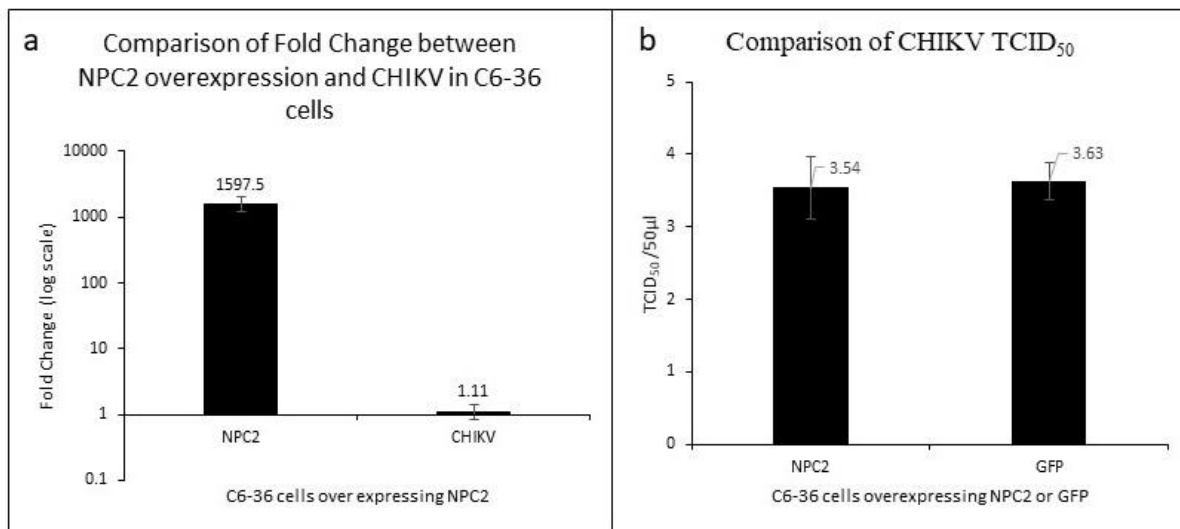 a
Comparison of Fold Change between
NPC2 overexpression and CHIKV in C6-36
cells
Fold Change (log scale)
10000
1000
100
10
1
0.1
1597.5
1.11
NPC2
CHIKV
C6-36 cells over expressing NPC2
b
Comparison of CHIKV TCID₅₀
TCID₅₀ /50µl
5
4
3
2
1
0
3.54
3.63
NPC2
GFP
C6-36 cells overexpressing NPC2 or GFP